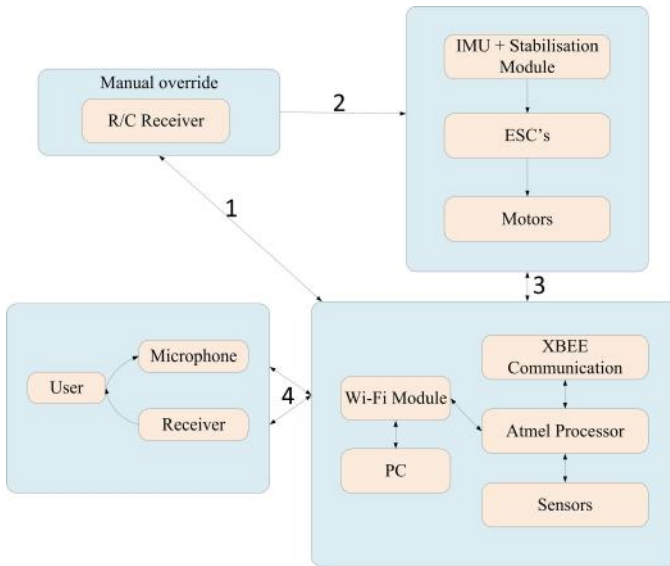 IMU + Stabilisation
Module
Manual override
2
R/C Receiver
ESC's
1
Motors
3
XBEE
Communication
Microphone
User
4
Wi-Fi Module
Receiver
Atmel Processor
PC
Sensors